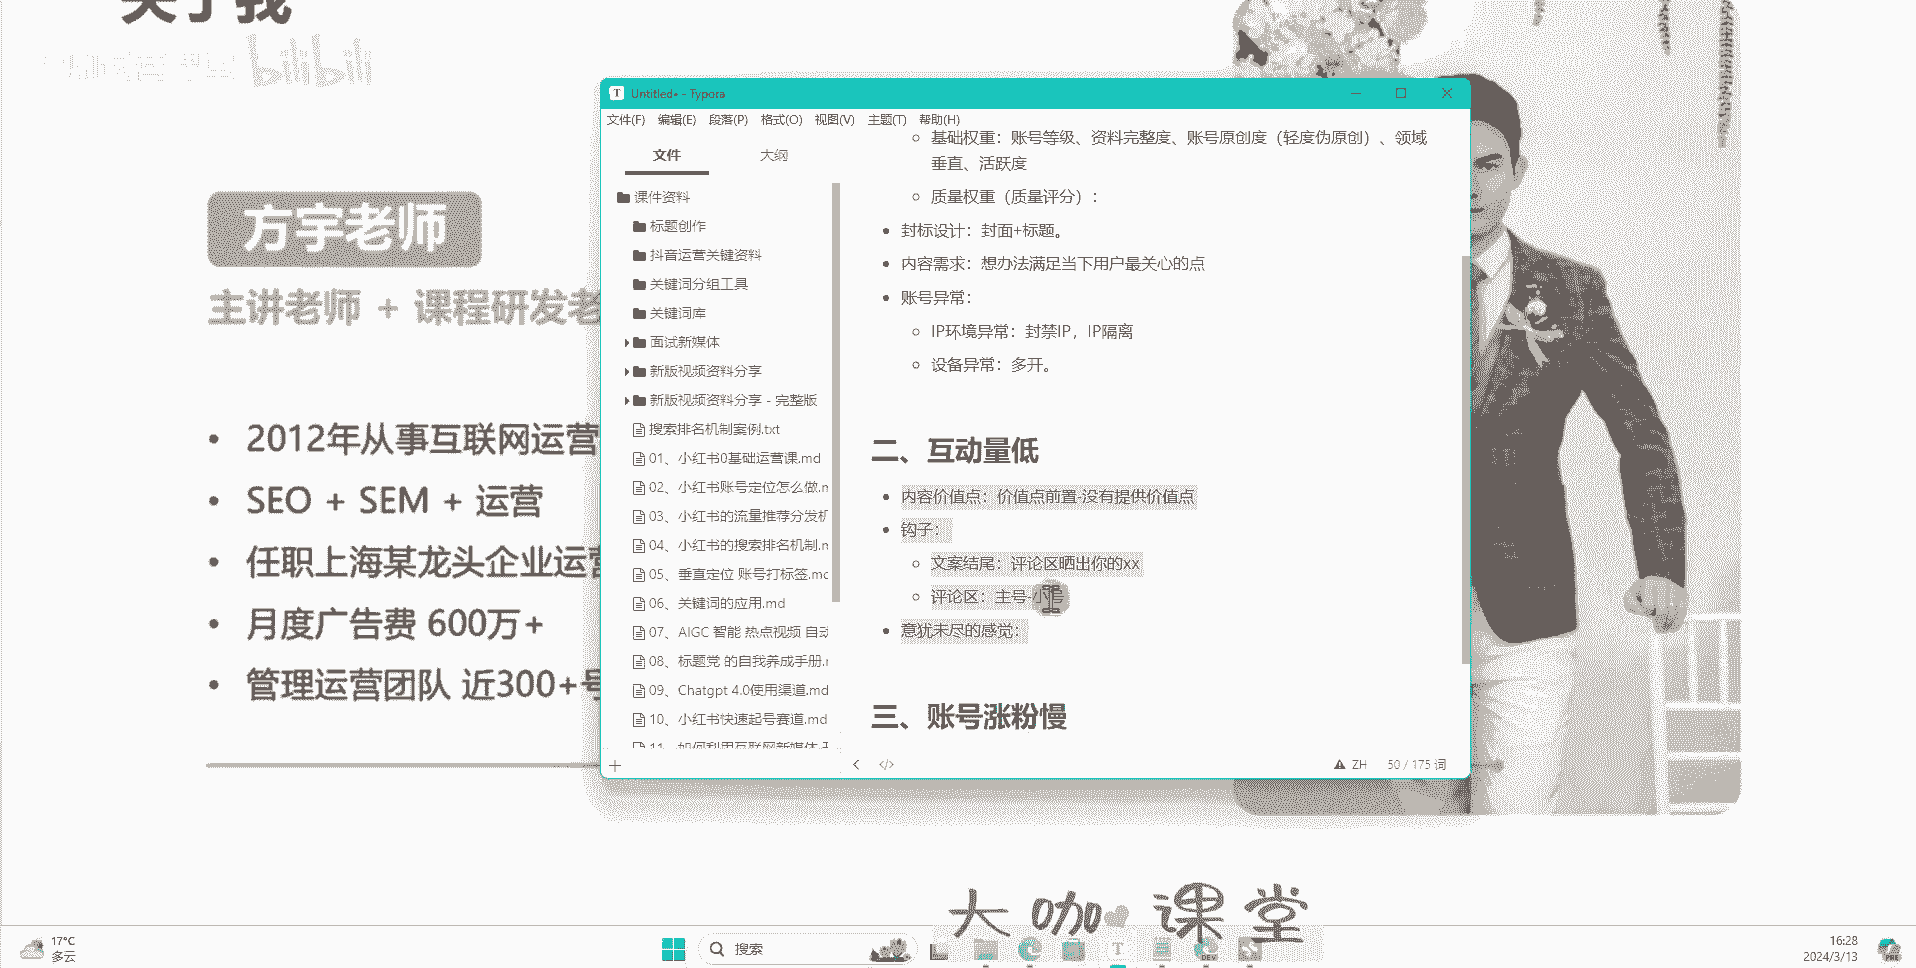 关于我
bilibili
方宇老师
主讲老师 + 课程研发老
2012年从事互联网运营
SEO + SEM + 运营
任职上海某龙头企业运营
月度广告费 600万+
管理运营团队 近300+号
Untitled• - Typora
文件(F) 编辑(E) 段落(P) 格式(O) 视图(V) 主题(T) 帮助(H)
文件 大纲
课件资料
标题创作
抖音运营关键资料
关键词分组工具
关键词库
面试新媒体
新版视频资料分享
新版视频资料分享 - 完整版
搜索排名机制案例.txt
01、小红书0基础运营课.md
02、小红书账号定位怎么做.m
03、小红书的流量推荐分发机
04、小红书的搜索排名机制.m
05、垂直定位 账号打标签.md
06、关键词的应用.md
07、AIGC 智能 热点视频 自动
08、标题党 的自我养成手册.m
09、Chatgpt 4.0使用渠道.md
10、小红书快速起号赛道.md
11、如何利用互联网新媒体
基础权重：账号等级、资料完整度、账号原创度（轻度伪原创）、领域
垂直、活跃度
质量权重（质量评分）：
封标设计：封面+标题。
内容需求：想办法满足当下用户最关心的点
账号异常：
IP环境异常：封禁IP，IP隔离
设备异常：多开。
二、互动量低
内容价值点：价值点前置-没有提供价值点
钩子：
文案结尾：评论区晒出你的xx
评论区：主号-小号
意犹未尽的感觉：
三、账号涨粉慢
ZH 50 / 175 词
大咖课堂
17°C
多云
搜索
16:28
2024/3/13